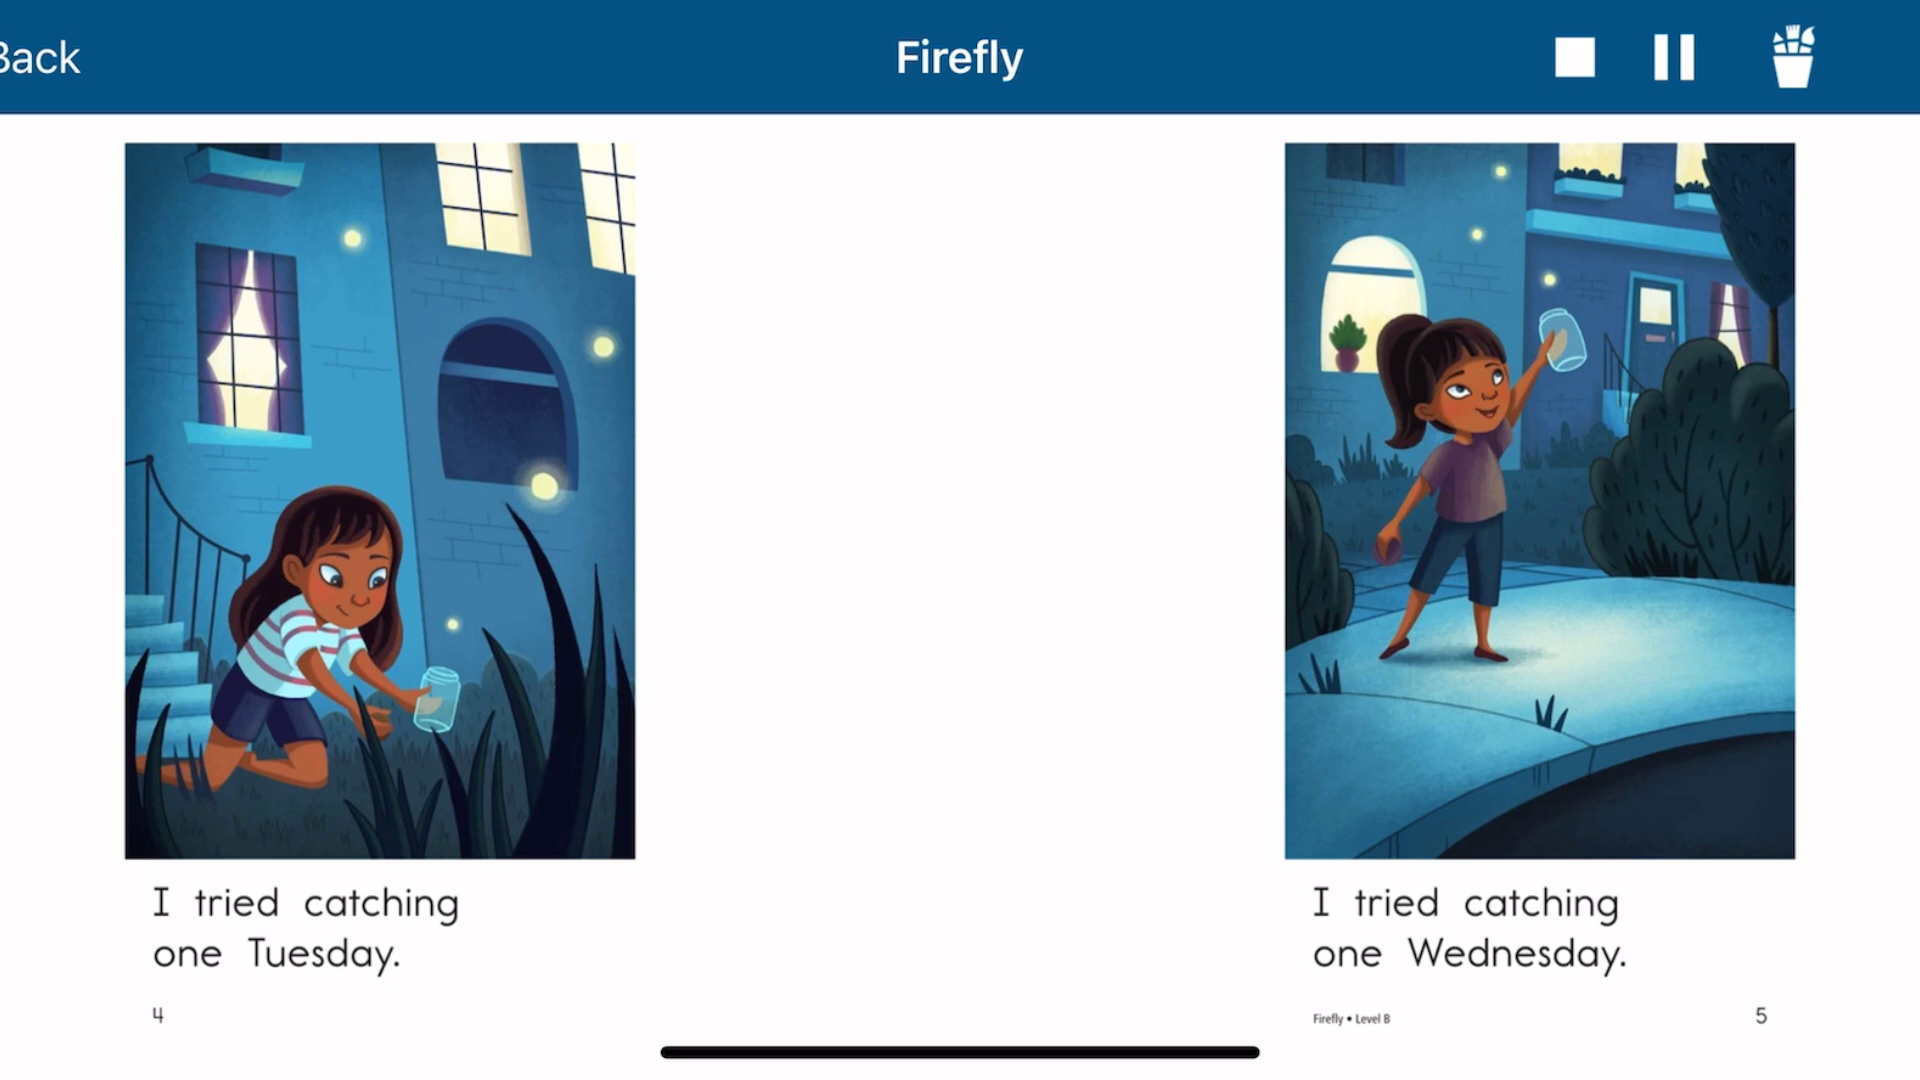 Back
Firefly
I tried catching
one Tuesday.
4
I tried catching
one Wednesday.
Firefly • Level B
5